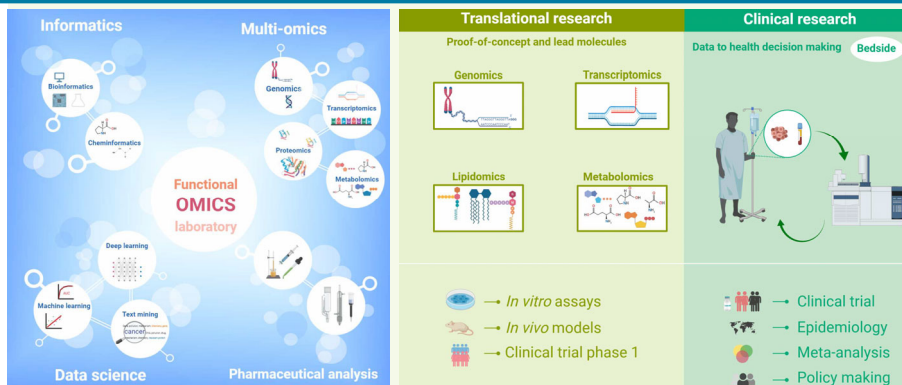 Informatics
Multi-omics
Bioinformatics
Cheminformatics
Genomics
Transcriptomics
Proteomics
Metabolomics
Functional
OMICS
laboratory
Deep learning
Machine learning
Text mining
cancer
Data science
Pharmaceutical analysis
Translational research
Proof-of-concept and lead molecules
Genomics
Transcriptomics
Lipidomics
Metabolomics
In vitro assays
In vivo models
Clinical trial phase 1
Clinical research
Data to health decision making
Bedside
Clinical trial
Epidemiology
Meta-analysis
Policy making